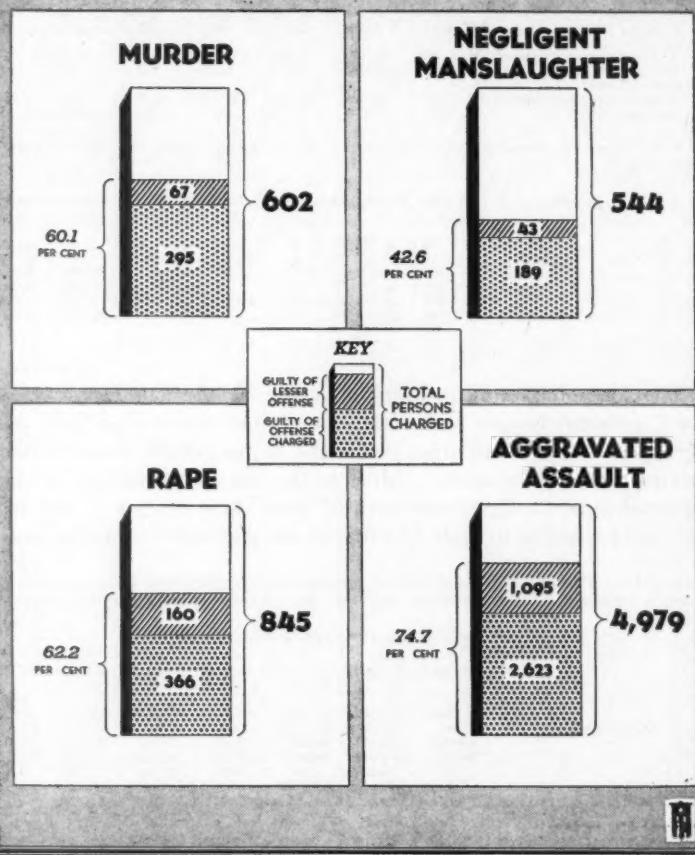 MURDER
67
602
60.1
PER CENT
295
NEGLIGENT
MANSLAUGHTER
43
544
42.6
PER CENT
189
KEY
GUILTY OF
LESSER
OFFENSE
GUILTY OF
OFFENSE
CHARGED
TOTAL
PERSONS
CHARGED
RAPE
160
845
62.2
PER CENT
366
AGGRAVATED
ASSAULT
1,095
4,979
74.7
PER CENT
2,623